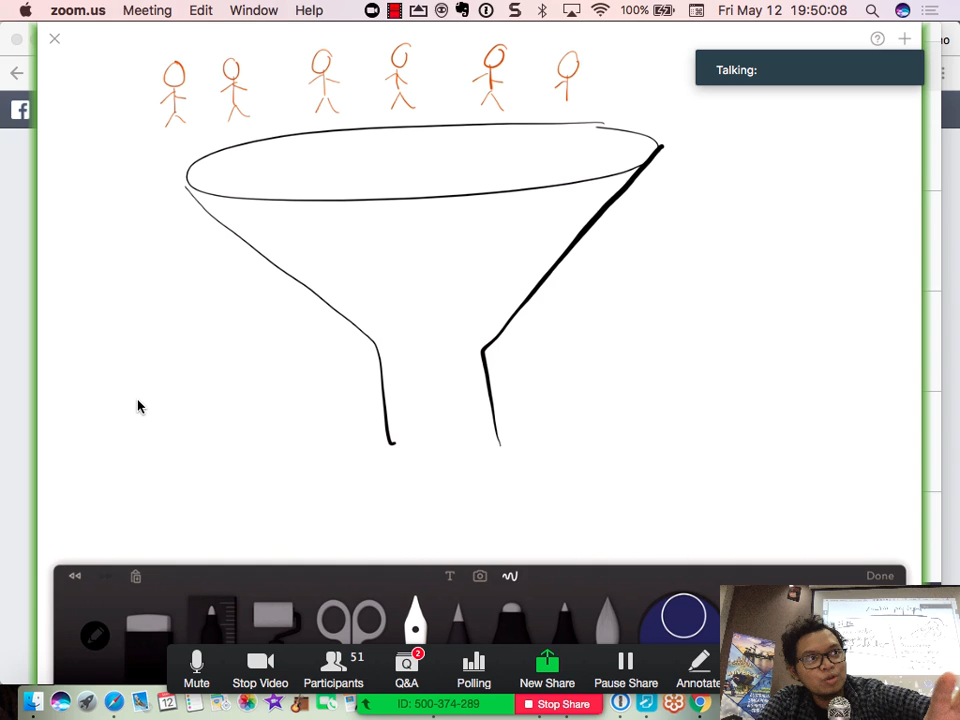 zoom.us Meeting Edit Window Help 100% Fri May 12 19:50:08
Talking:
T Done
51
2
Mute Stop Video Participants Q&A Polling New Share Pause Share Annotate
ID: 500-374-289 Stop Share